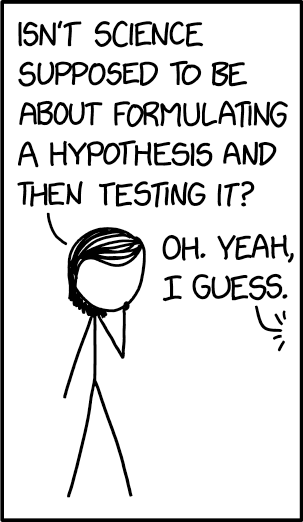 ISN'T SCIENCE
SUPPOSED TO BE
ABOUT FORMULATING
A HYPOTHESIS AND
THEN TESTING IT?
OH. YEAH,
I GUESS.